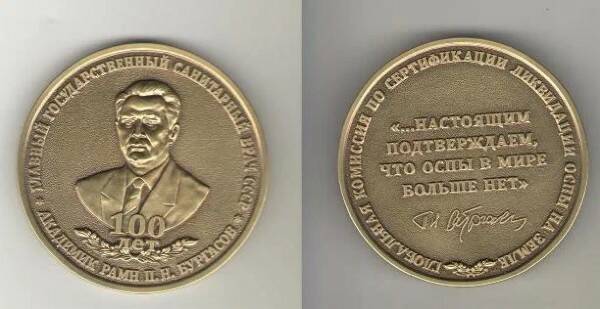 ГЛАВНЫЙ ГОСУДАРСТВЕННЫЙ САНИТАРНЫЙ ВРАЧ СССР
100
ЛЕТ
АКАДЕМИК РАМН П.Н. БУРГАСОВ
ГЛОБАЛЬНАЯ КОМИССИЯ ПО СЕРТИФИКАЦИИ ЛИКВИДАЦИИ ОСПЫ НА ЗЕМЛЕ
«...НАСТОЯЩИМ
ПОДТВЕРЖДАЕМ,
ЧТО ОСПЫ В МИРЕ
БОЛЬШЕ НЕТ»